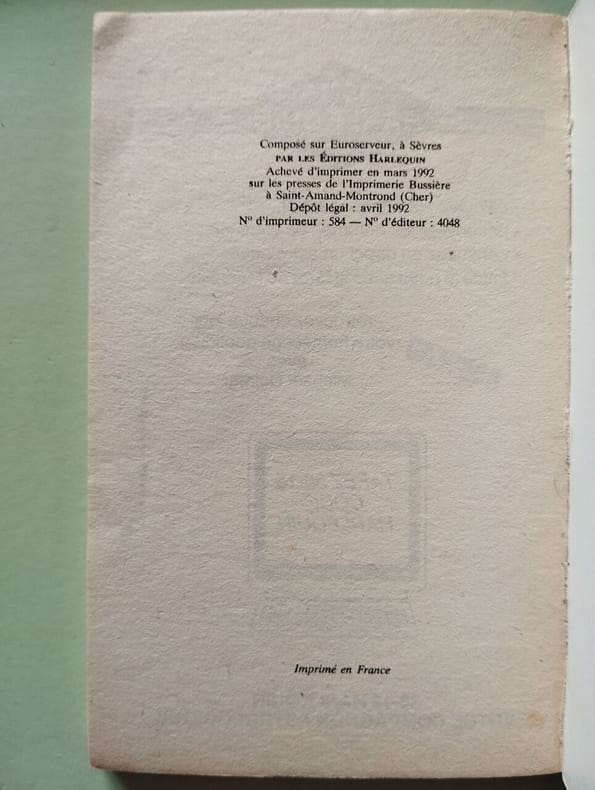 Composé sur Euroserveur, à Sèvres
PAR LES ÉDITIONS HARLEQUIN
Achevé d'imprimer en mars 1992
sur les presses de l'Imprimerie Bussière
à Saint-Amand-Montrond (Cher)
Dépôt légal : avril 1992
N° d'imprimeur : 584 — N° d'éditeur : 4048
Imprimé en France